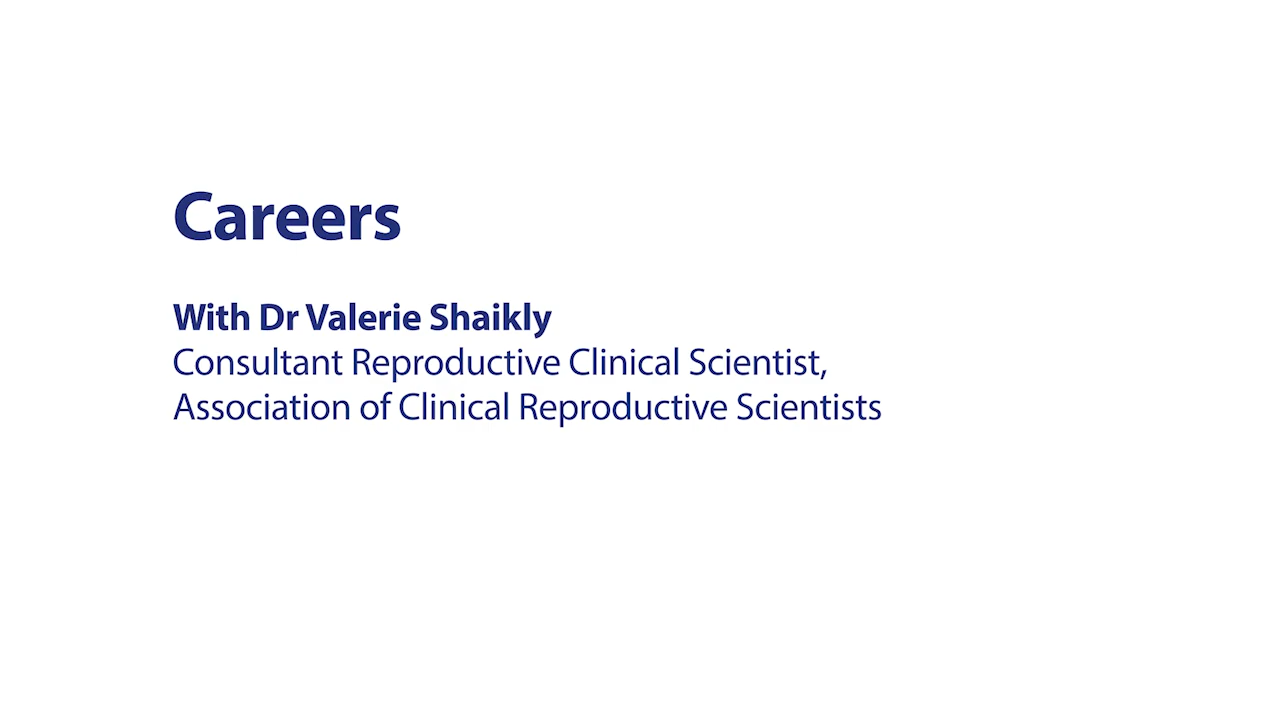 Careers
With Dr Valerie Shaikly
Consultant Reproductive Clinical Scientist,
Association of Clinical Reproductive Scientists